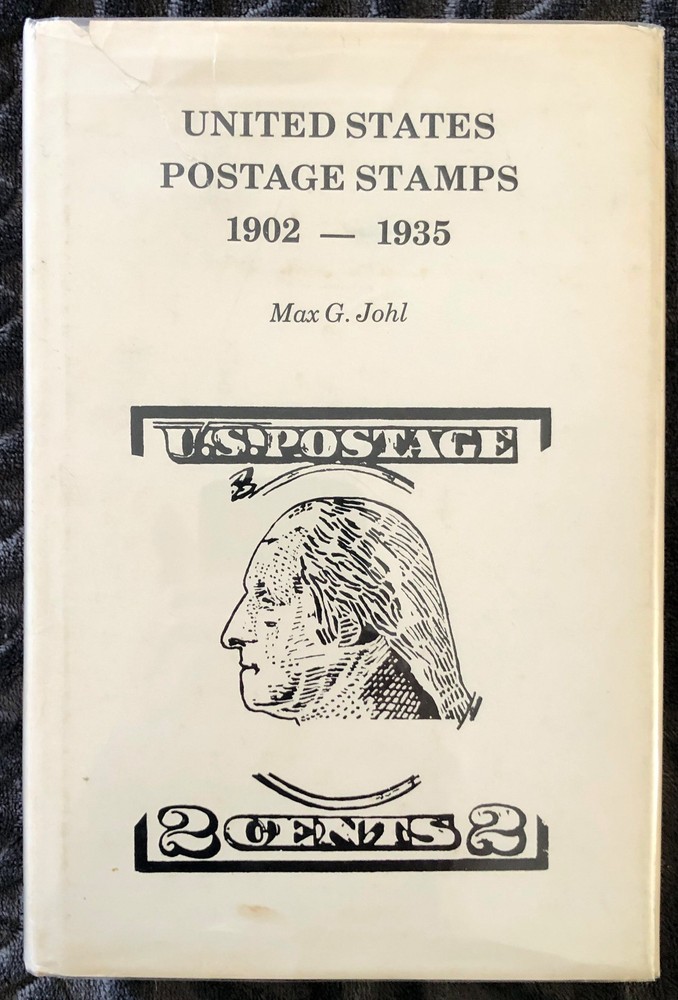 UNITED STATES
POSTAGE STAMPS
1902 — 1935
Max G. Johl
U.S. POSTAGE
2 CENTS 2